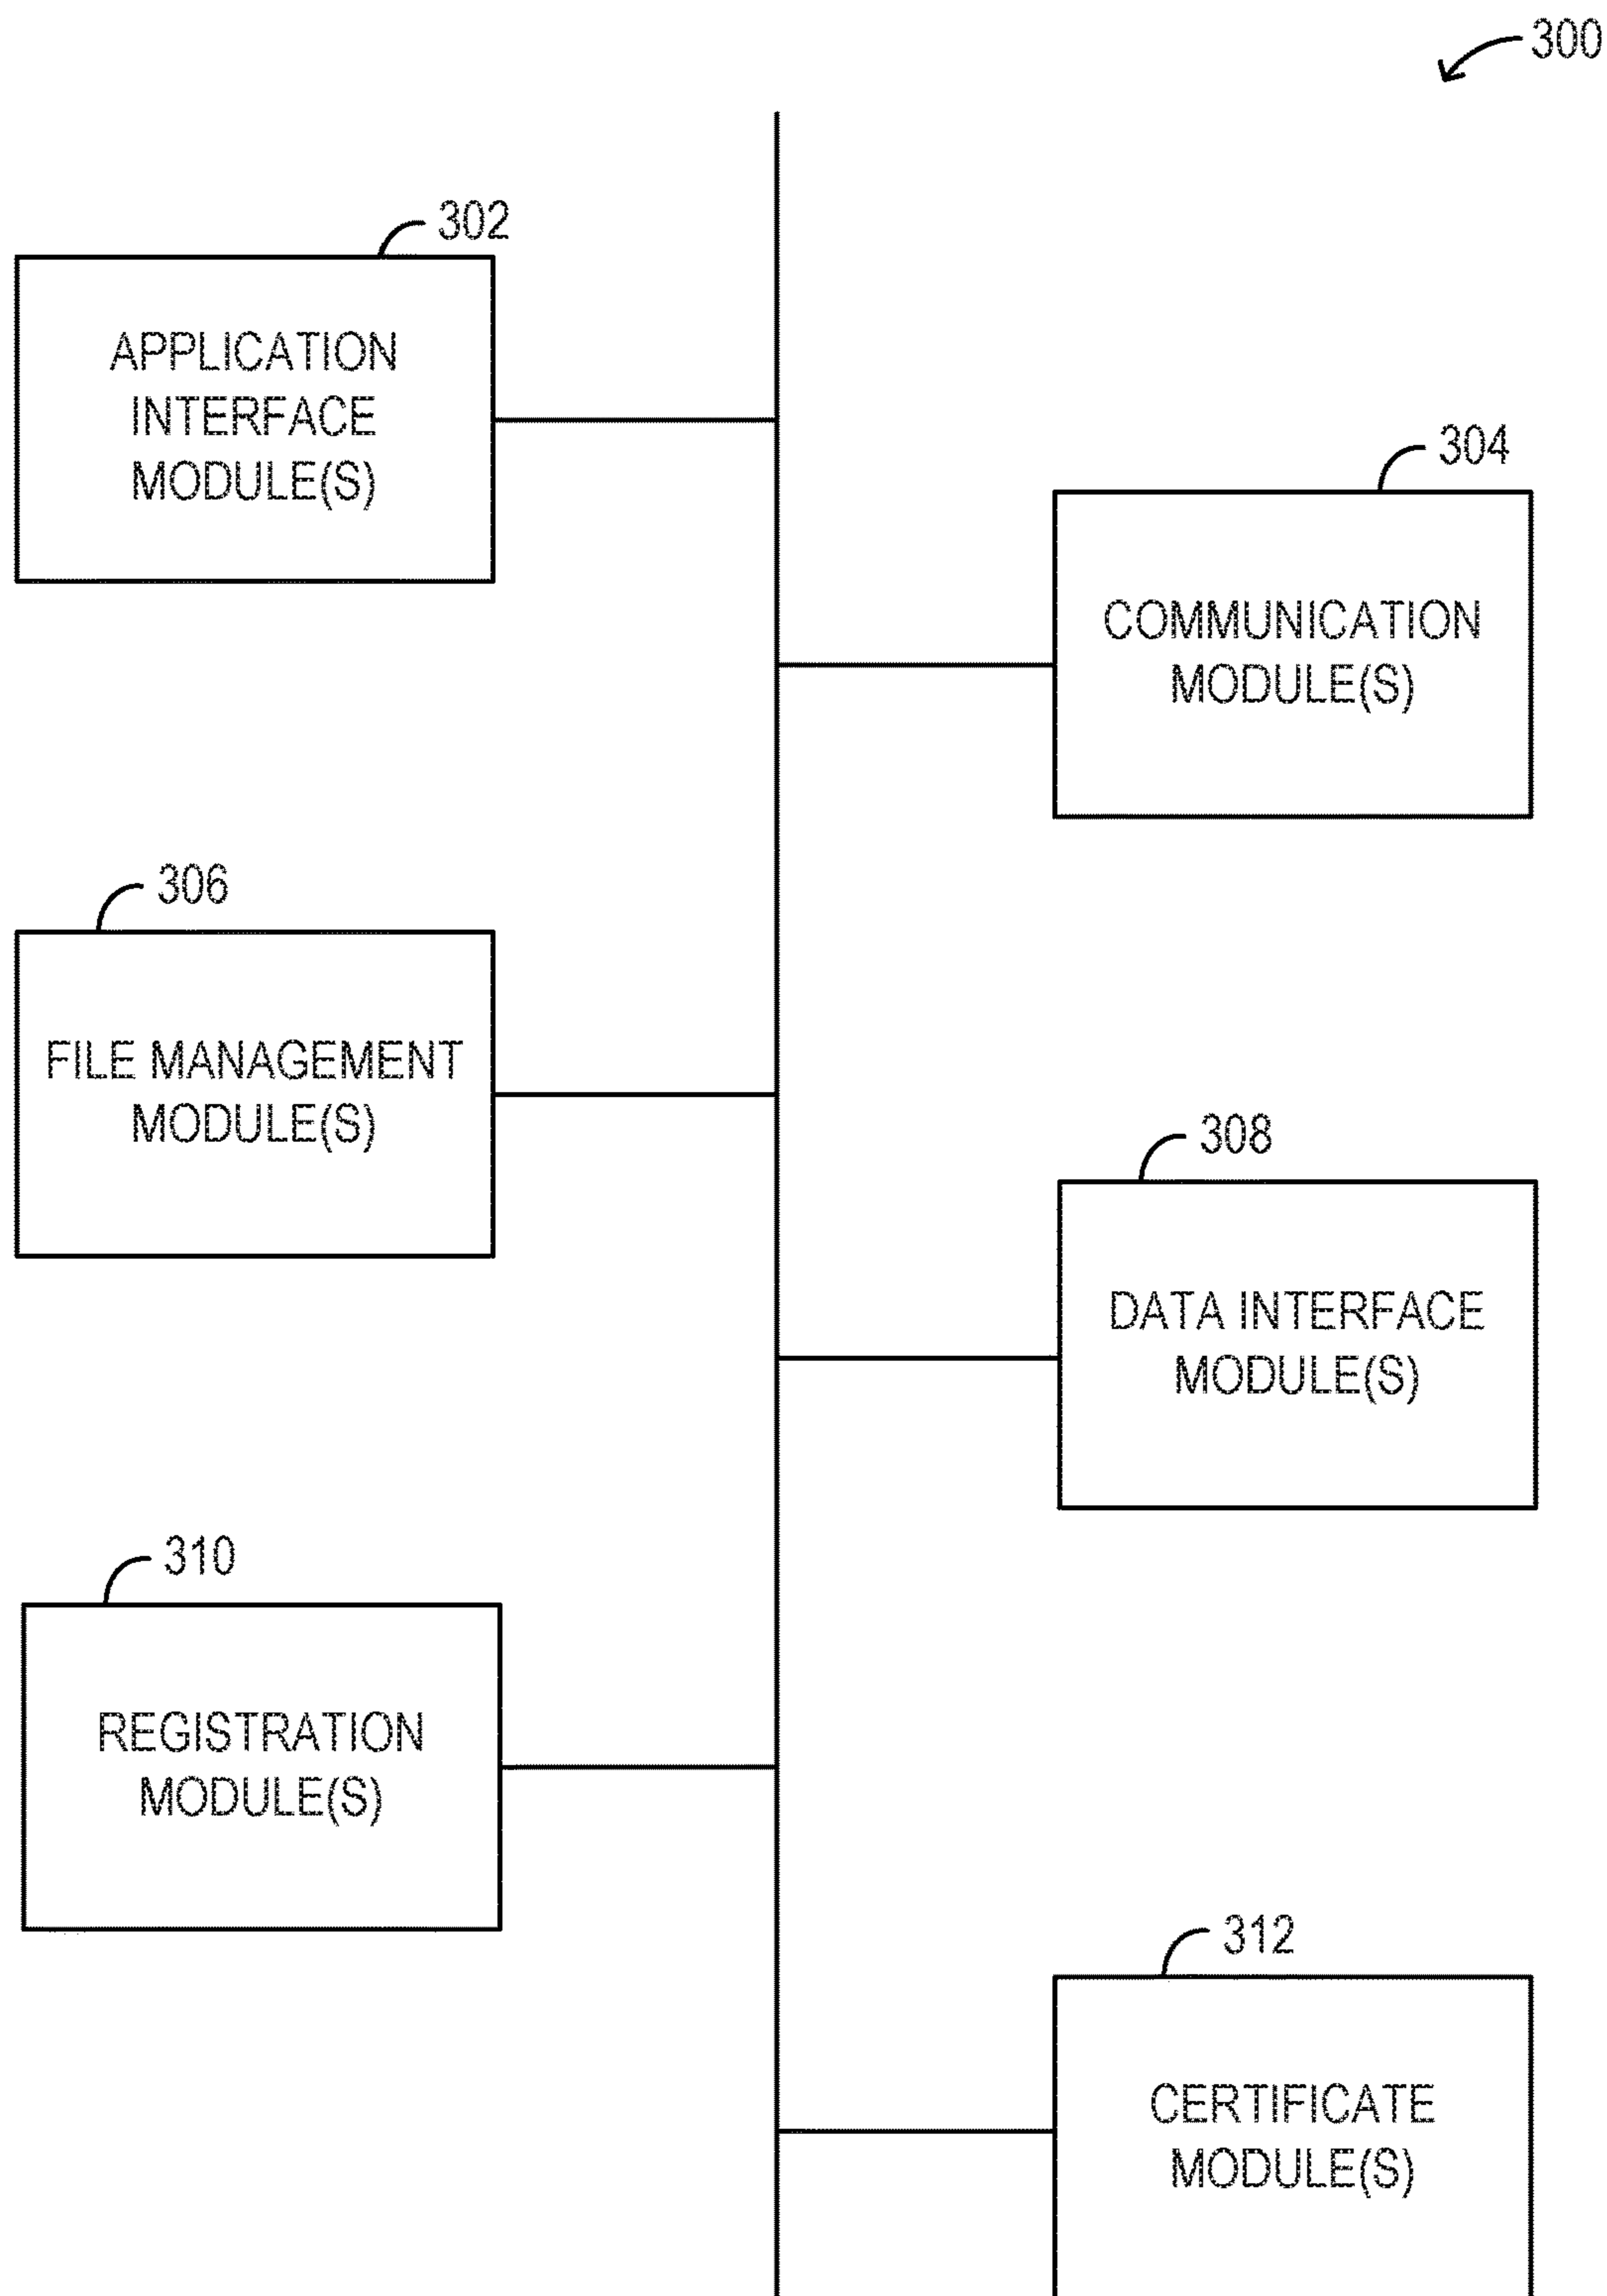 300
302
APPLICATION
INTERFACE
MODULE(S)
304
COMMUNICATION
MODULE(S)
306
FILE MANAGEMENT
MODULE(S)
308
DATA INTERFACE
MODULE(S)
310
REGISTRATION
MODULE(S)
312
CERTIFICATE
MODULE(S)